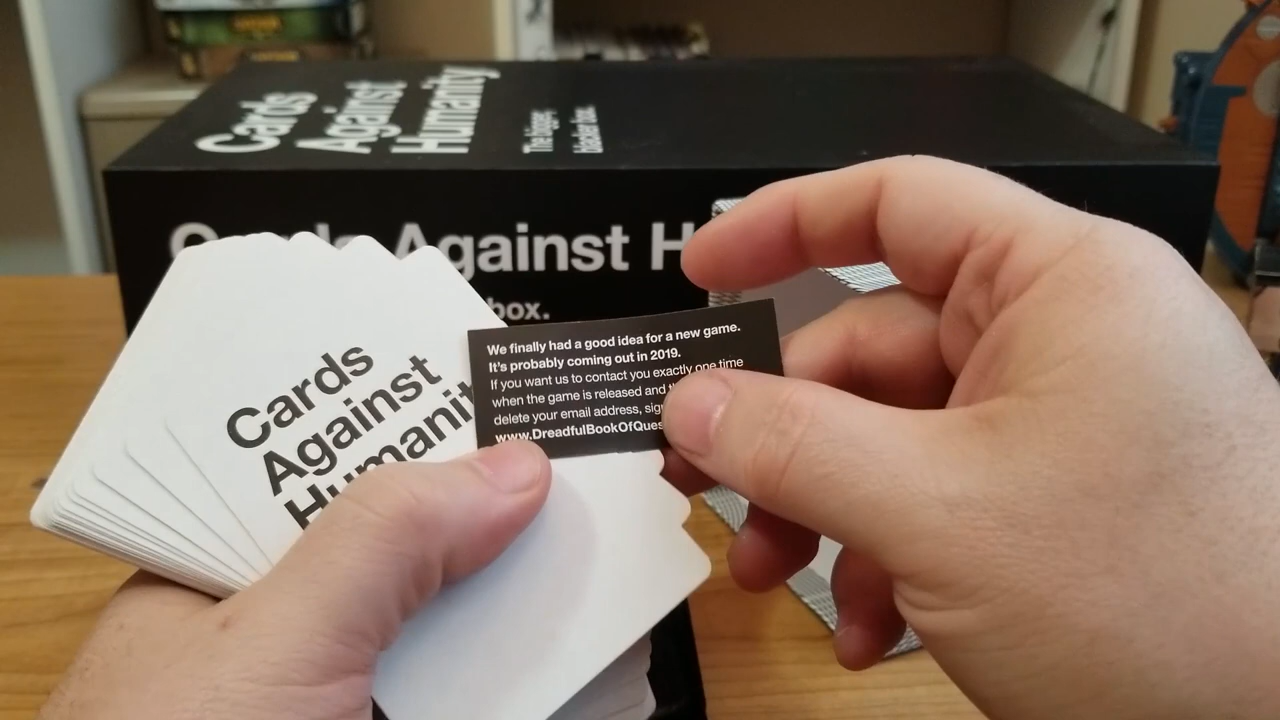 Cards
Against
Humanity
The bigger,
blacker box.
Cards Against H
box.
Cards
Against
Humanit
We finally had a good idea for a new game.
It's probably coming out in 2019.
If you want us to contact you exactly one time
when the game is released and
delete your email address,
www.DreadfulBookOfQues